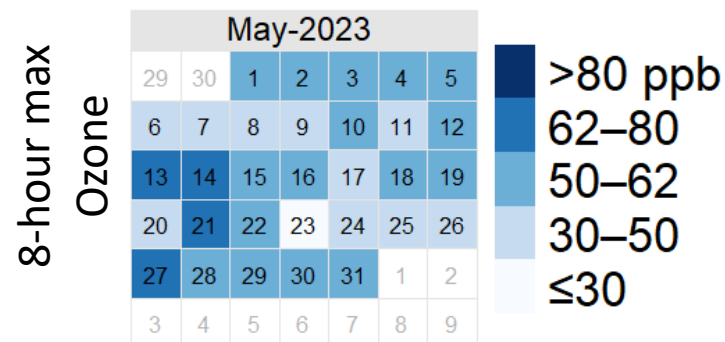 May-2023
8-hour max
Ozone
29 30 1 2 3 4 5
6 7 8 9 10 11 12
13 14 15 16 17 18 19
20 21 22 23 24 25 26
27 28 29 30 31 1 2
3 4 5 6 7 8 9
>80 ppb
62–80
50–62
30–50
≤30